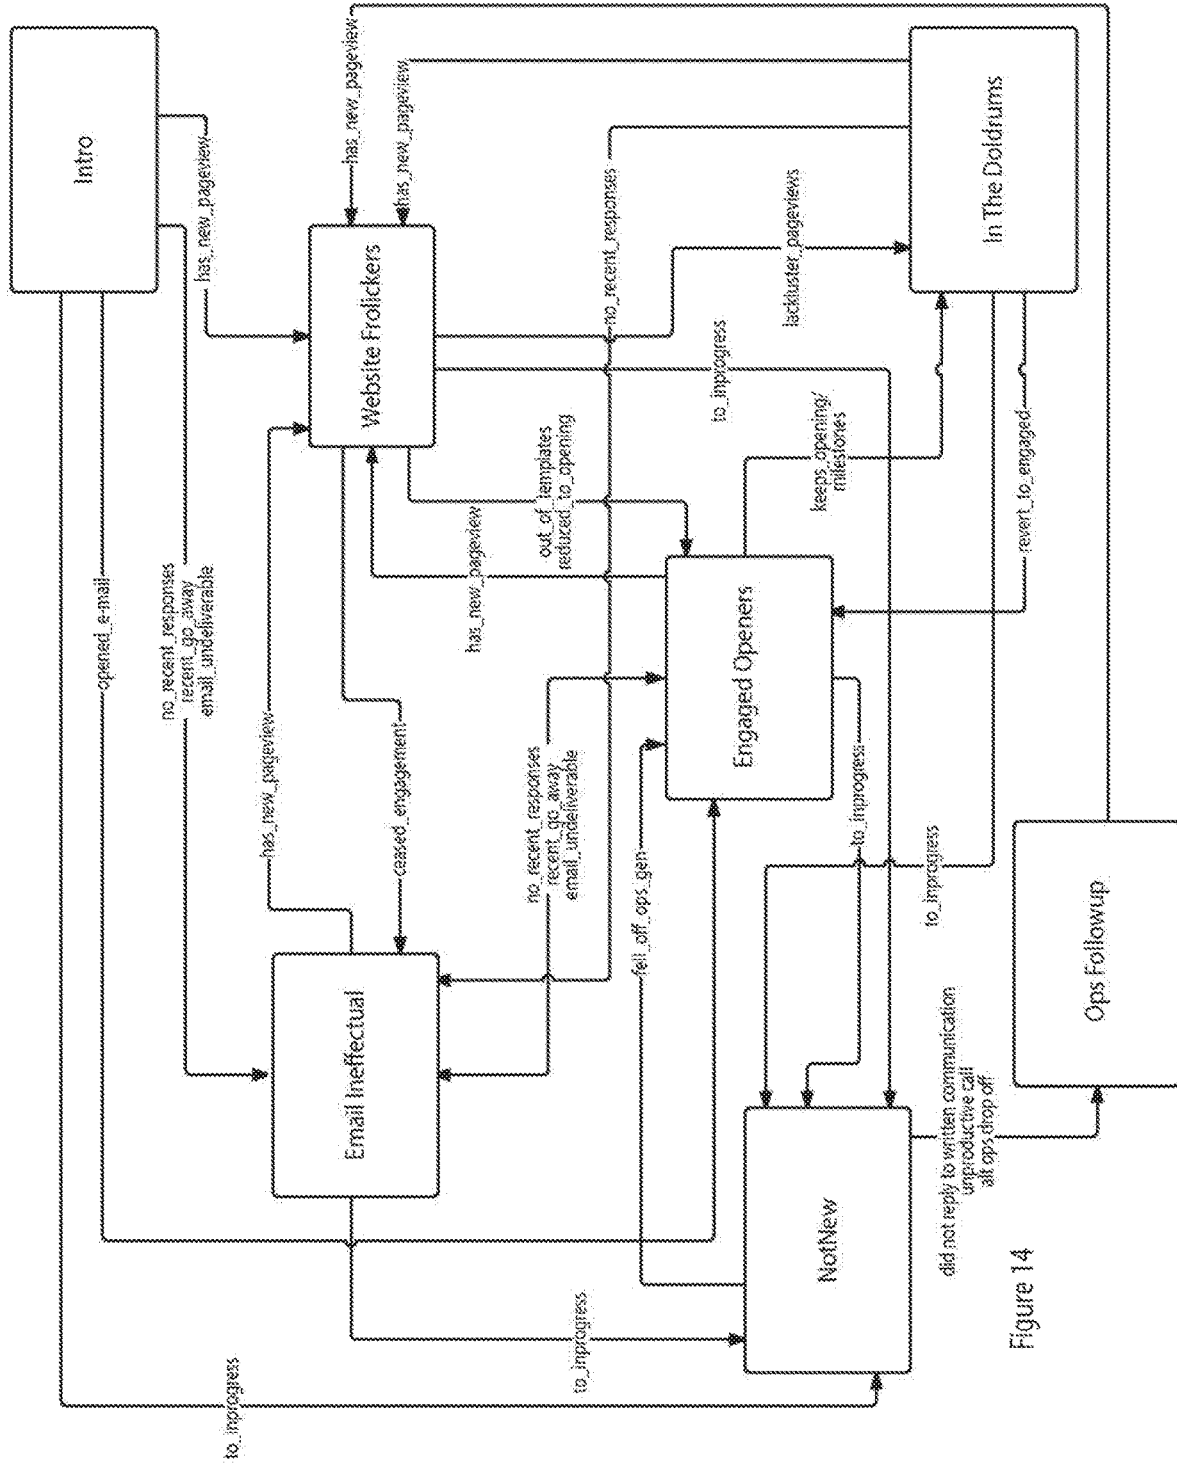 Intro
has_new_pageview
no_recent_responses
recent_go_away
email_undeliverable
opened_e-mail
to_inprogress
has_new_pageview
has_new_pageview
Website Frolickers
has_new_pageview
ceased_engagement
Email Ineffectual
to_inprogress
no_recent_responses
lackluster_pageviews
to_inprogress
out_of_templates
reduced_to_opening
has_new_pageview
no_recent_responses
recent_go_away
email_undeliverable
fell_off_ops_gen
Engaged Openers
keeps_opening/
milestones
to_inprogress
In The Doldrums
revert_to_engaged
to_inprogress
NotNew
did not reply to written communication
unproductive call
alt ops drop off
Ops Followup
Figure 14